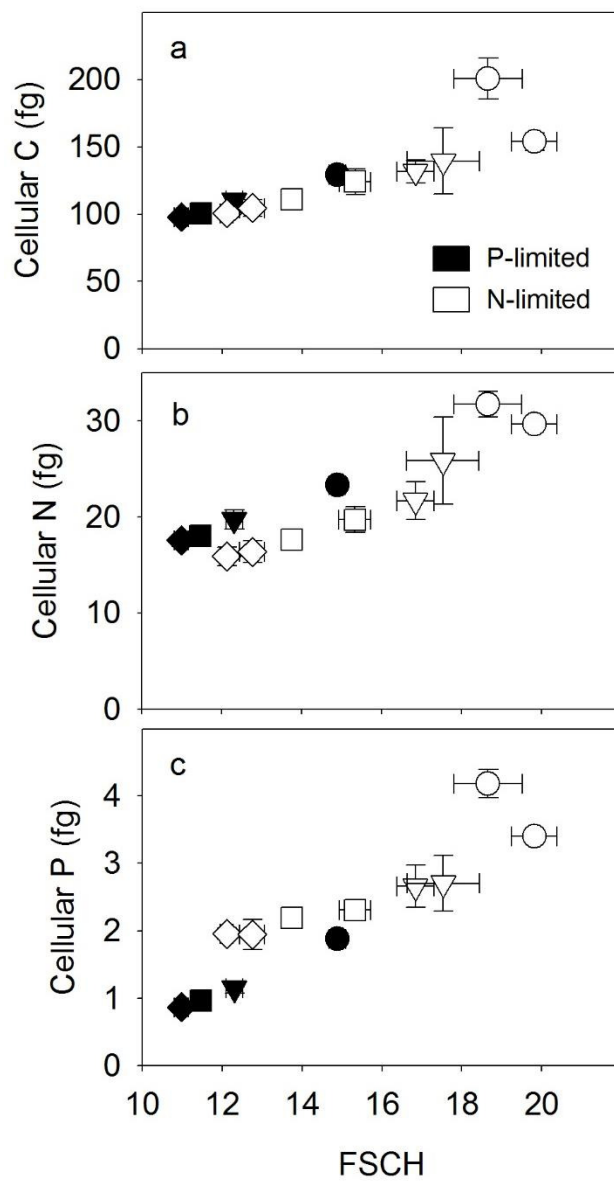 a
Cellular C (fg)
200
150
100
50
0
P-limited
N-limited
b
Cellular N (fg)
30
20
10
0
c
Cellular P (fg)
4
3
2
1
0
10 12 14 16 18 20
FSCH